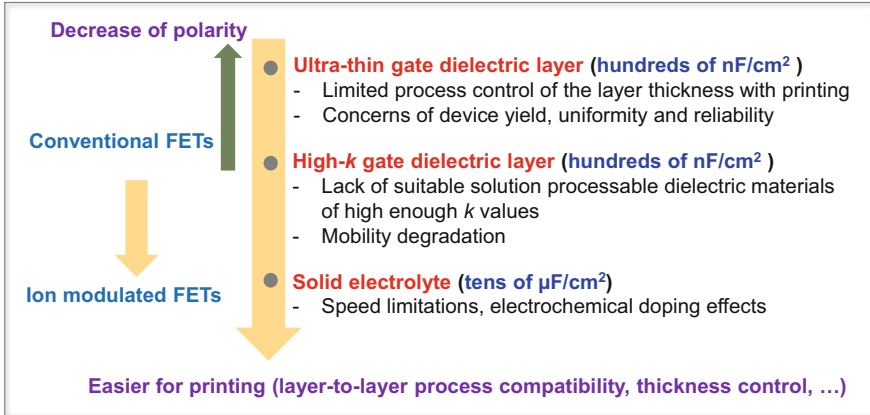 Decrease of polarity
Ultra-thin gate dielectric layer (hundreds of nF/cm² )
- Limited process control of the layer thickness with printing
- Concerns of device yield, uniformity and reliability
Conventional FETs
High-k gate dielectric layer (hundreds of nF/cm² )
- Lack of suitable solution processable dielectric materials
of high enough k values
- Mobility degradation
Ion modulated FETs
Solid electrolyte (tens of µF/cm²)
- Speed limitations, electrochemical doping effects
Easier for printing (layer-to-layer process compatibility, thickness control, …)